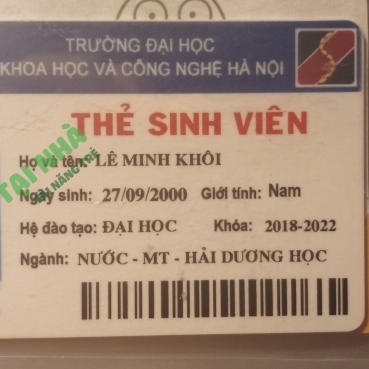 TRƯỜNG ĐẠI HỌC
KHOA HỌC VÀ CÔNG NGHỆ HÀ NỘI
THẺ SINH VIÊN
Họ và tên: LÊ MINH KHÔI
Ngày sinh: 27/09/2000 Giới tính: Nam
Hệ đào tạo: ĐẠI HỌC Khóa: 2018-2022
Ngành: NƯỚC - MT - HẢI DƯƠNG HỌC
TẠI NHÀ